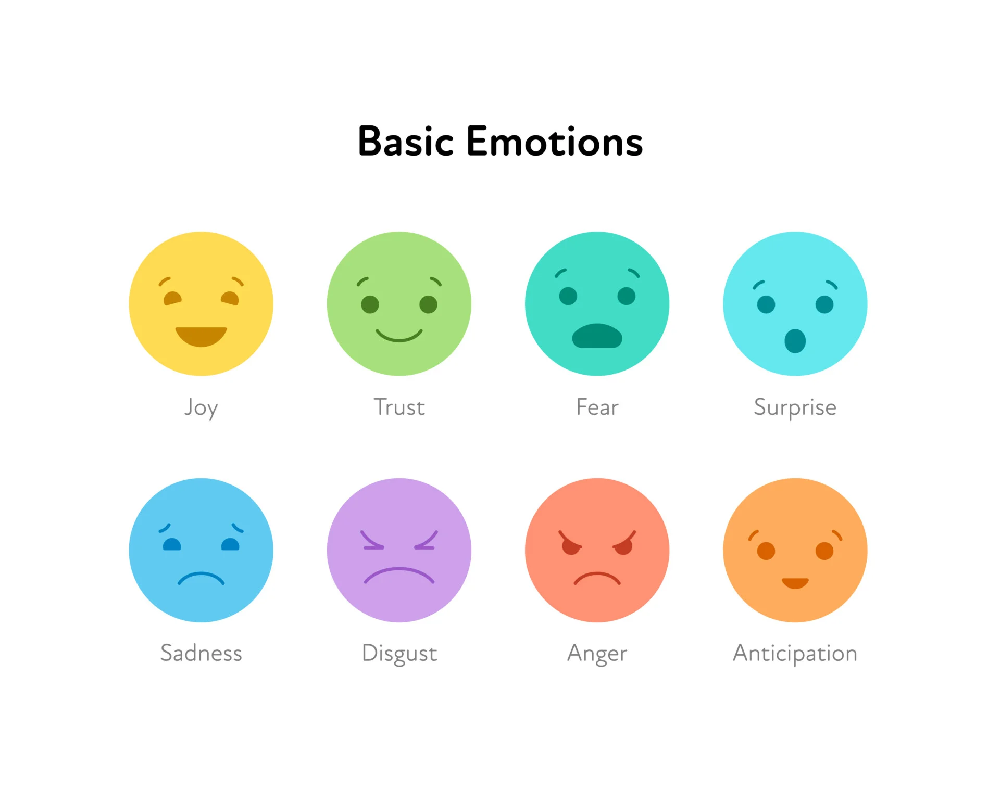 Basic Emotions
Joy
Trust
Fear
Surprise
Sadness
Disgust
Anger
Anticipation